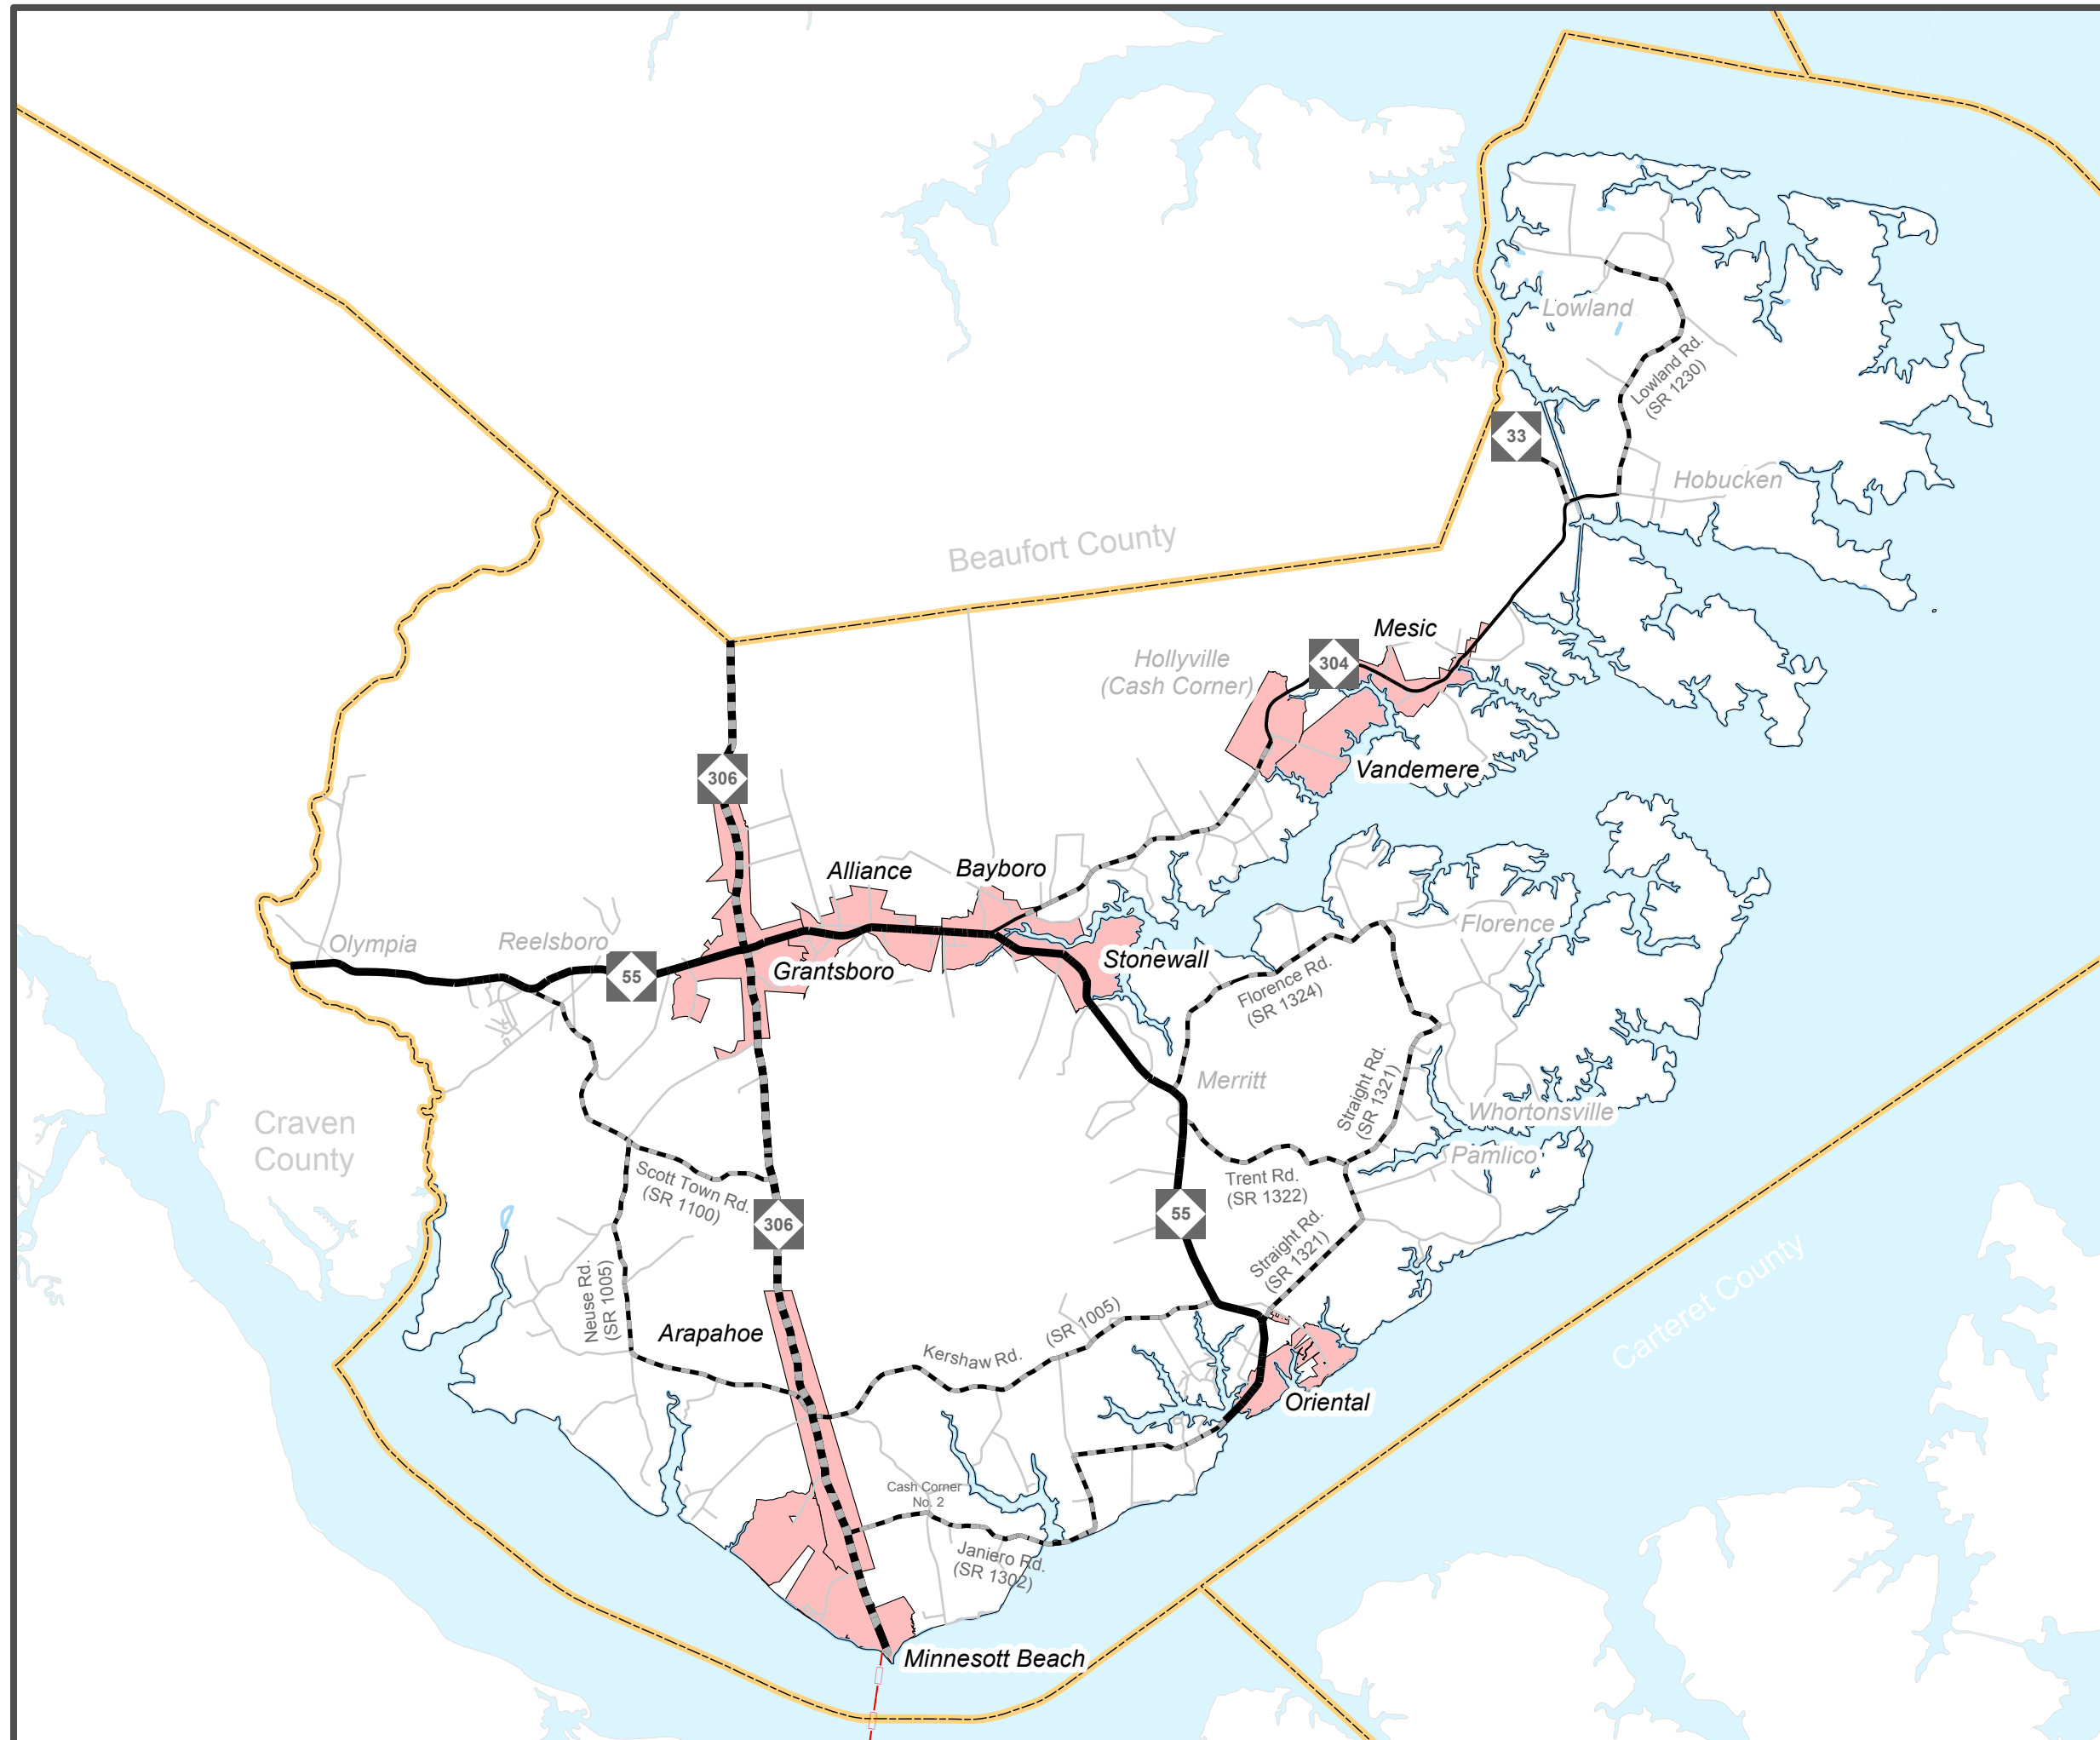 Lowland
Lowland Rd.
(SR 1230)
33
Hobucken
Beaufort County
Mesic
Hollyville
(Cash Corner)
304
Vandemere
306
Alliance
Bayboro
Olympia
Reelsboro
55
Grantsboro
Stonewall
Florence
Florence Rd.
(SR 1324)
Merritt
Straight Rd.
(SR 1321)
Craven
County
Whortonsville
Pamlico
Scott Town Rd.
(SR 1100)
Trent Rd.
(SR 1322)
306
55
Straight Rd.
(SR 1321)
Neuse Rd.
(SR 1005)
Carteret County
Arapahoe
Kershaw Rd.
(SR 1005)
Oriental
Cash Corner
No. 2
Janiero Rd.
(SR 1302)
Minnesott Beach